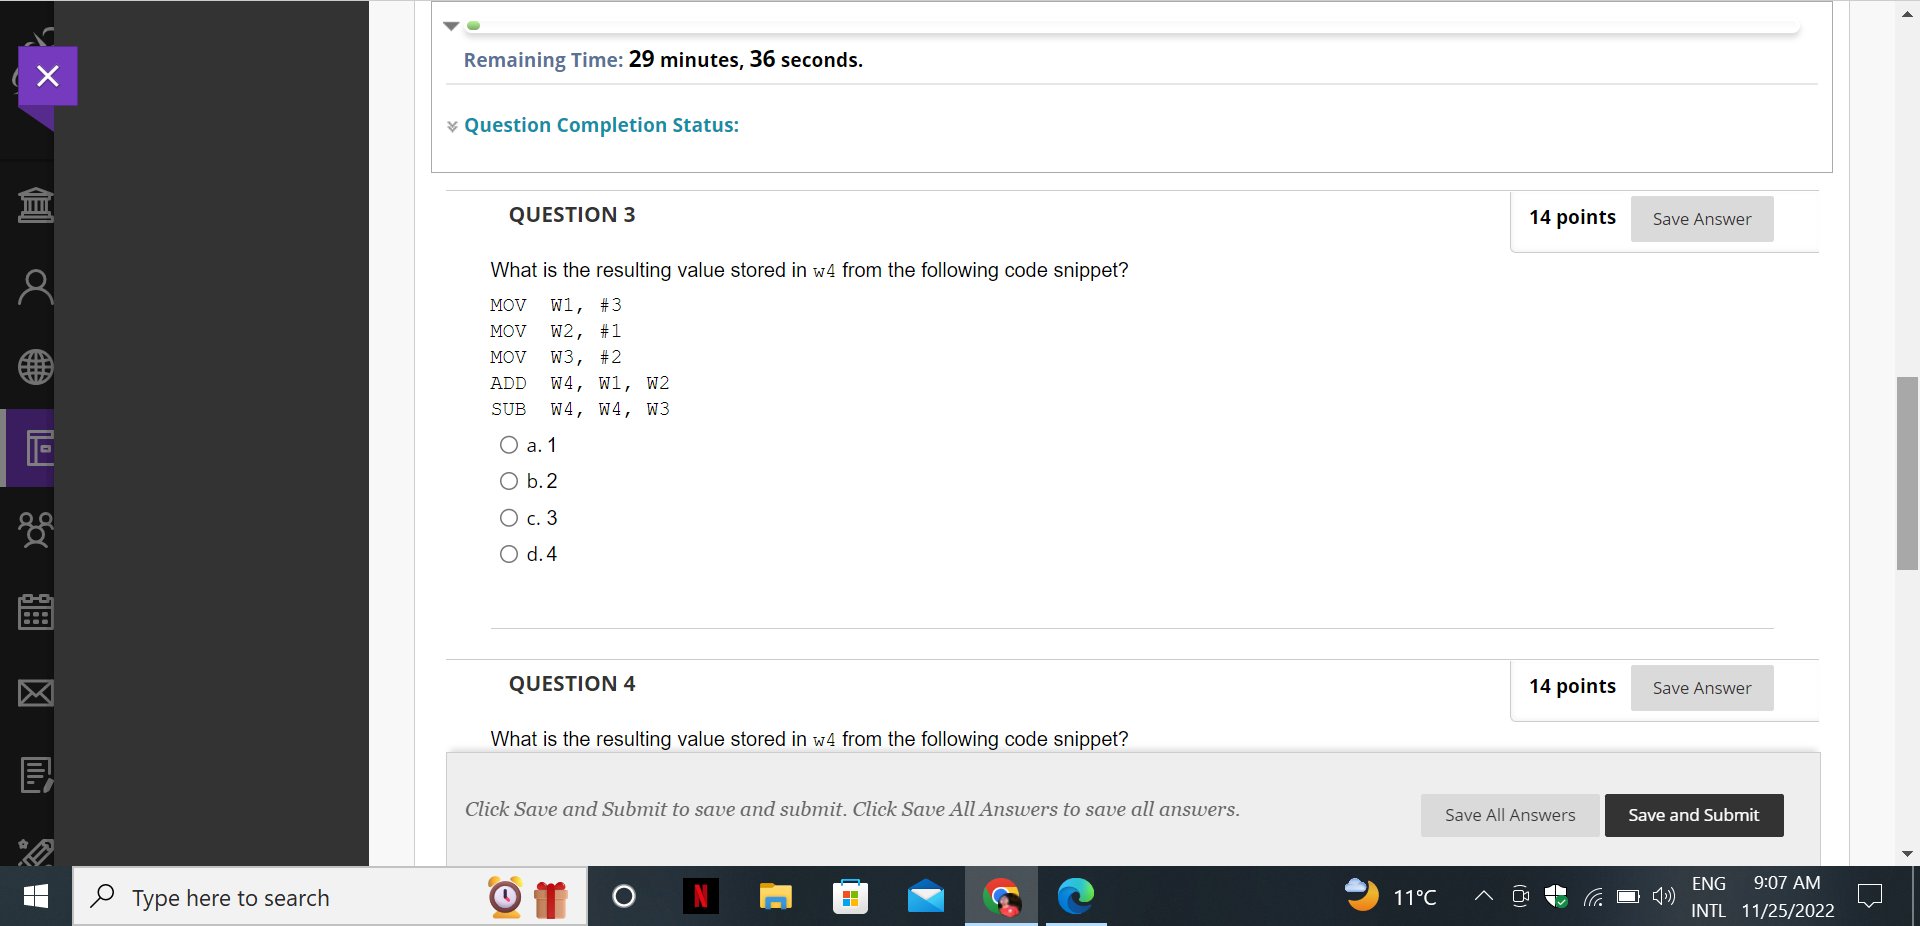 Remaining Time: 29 minutes, 36 seconds.
Question Completion Status:
QUESTION 3
14 points
Save Answer
What is the resulting value stored in w4 from the following code snippet?
MOV  W1, #3
MOV  W2, #1
MOV  W3, #2
ADD  W4, W1, W2
SUB  W4, W4, W3
a. 1
b. 2
c. 3
d. 4
QUESTION 4
14 points
Save Answer
What is the resulting value stored in w4 from the following code snippet?
Click Save and Submit to save and submit. Click Save All Answers to save all answers.
Save All Answers
Save and Submit
Type here to search
N
11°C
ENG
INTL
9:07 AM
11/25/2022